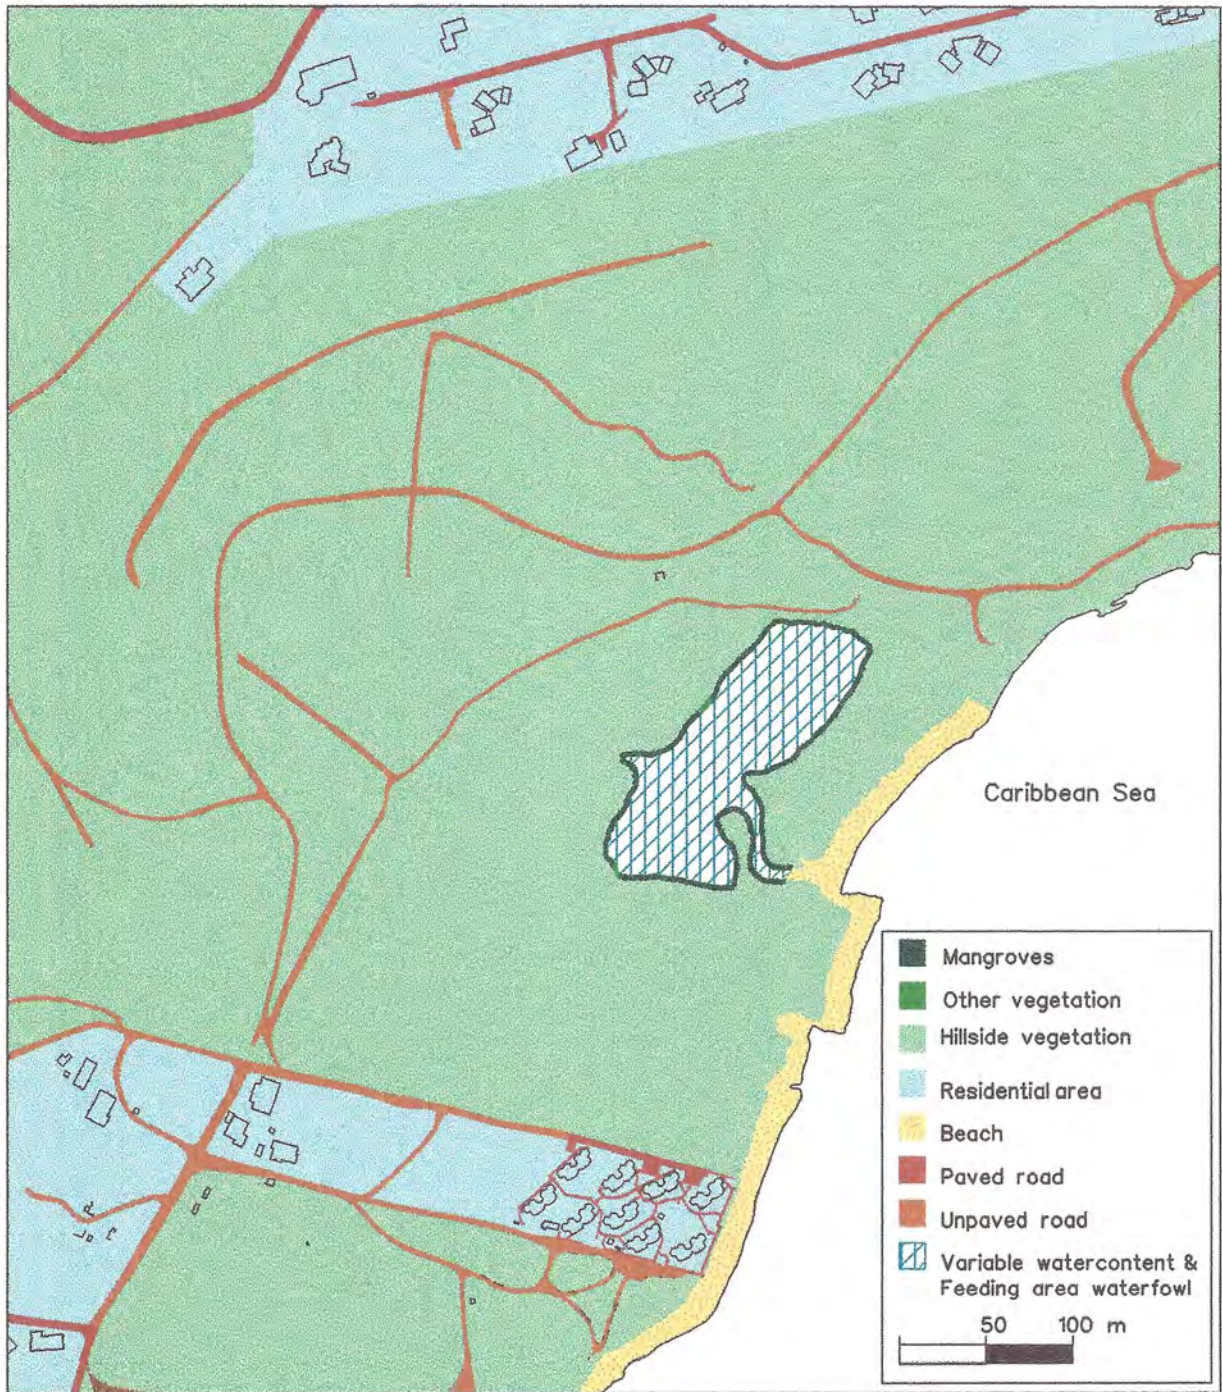 Caribbean Sea
Mangroves
Other vegetation
Hillside vegetation
Residential area
Beach
Paved road
Unpaved road
Variable watercontent &
Feeding area waterfowl
50 100 m